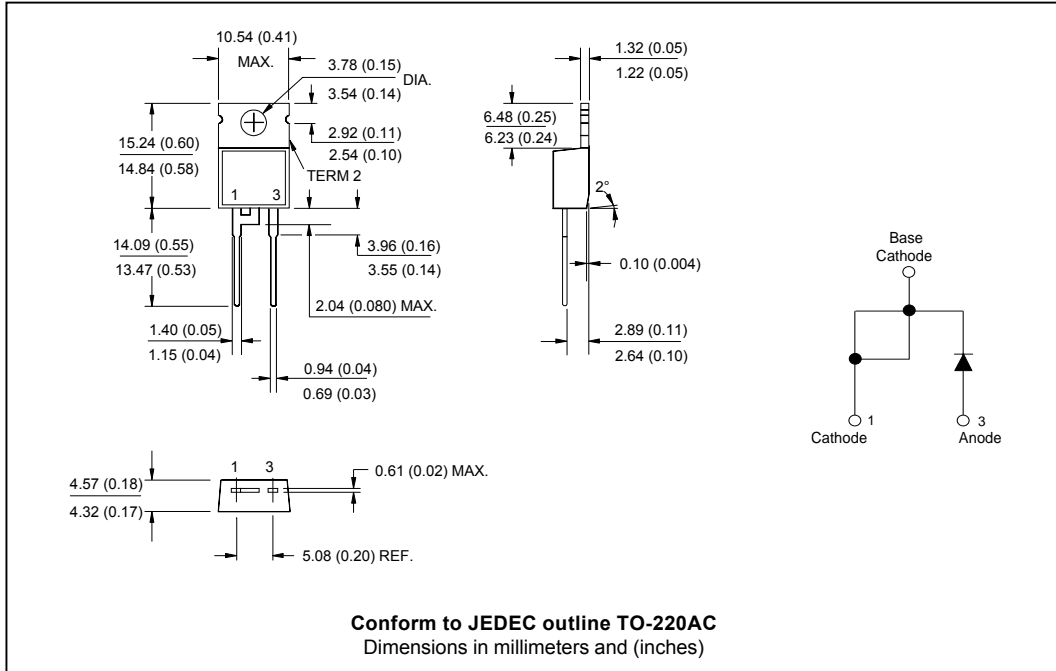 10.54 (0.41)
MAX.
3.78 (0.15)
3.54 (0.14)
DIA.
2.92 (0.11)
2.54 (0.10)
TERM 2
15.24 (0.60)
14.84 (0.58)
1 3
14.09 (0.55)
13.47 (0.53)
3.96 (0.16)
3.55 (0.14)
2.04 (0.080) MAX.
1.40 (0.05)
1.15 (0.04)
0.94 (0.04)
0.69 (0.03)
1.32 (0.05)
1.22 (0.05)
6.48 (0.25)
6.23 (0.24)
2°
0.10 (0.004)
2.89 (0.11)
2.64 (0.10)
Base
Cathode
1
Cathode
3
Anode
1 3
4.57 (0.18)
4.32 (0.17)
0.61 (0.02) MAX.
5.08 (0.20) REF.
Conform to JEDEC outline TO-220AC
Dimensions in millimeters and (inches)